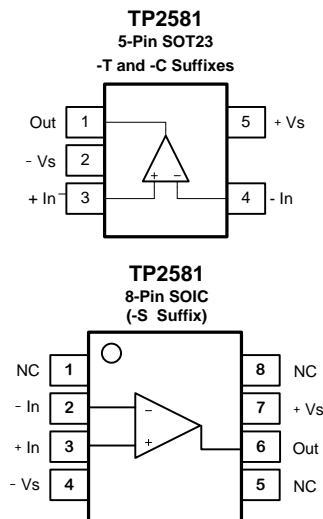 TP2581
5-Pin SOT23
-T and -C Suffixes
Out 1 5 + Vs
- Vs 2
+ In 3 + - 4 - In
TP2581
8-Pin SOIC
(-S Suffix)
NC 1 8 NC
- In 2 - 7 + Vs
+ In 3 + 6 Out
- Vs 4 5 NC